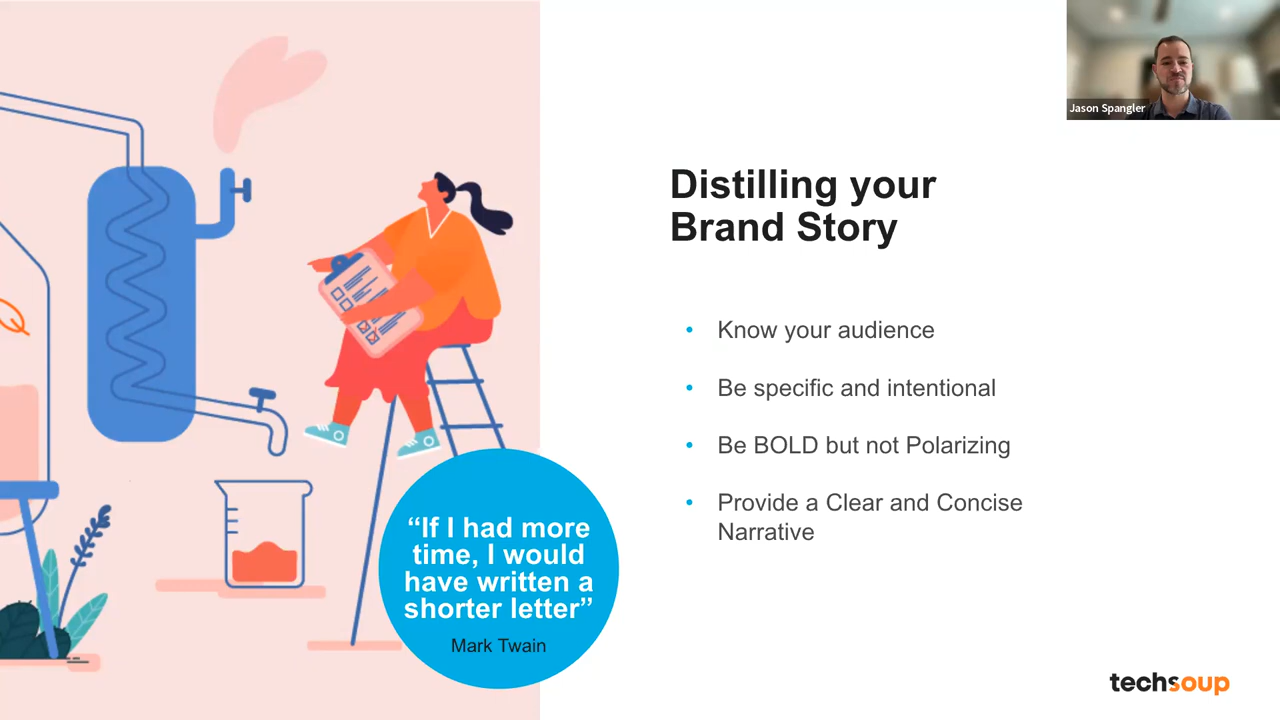 Jason Spangler
Distilling your
Brand Story
• Know your audience
• Be specific and intentional
• Be BOLD but not Polarizing
• Provide a Clear and Concise
Narrative
“If I had more
time, I would
have written a
shorter letter”
Mark Twain
techsoup